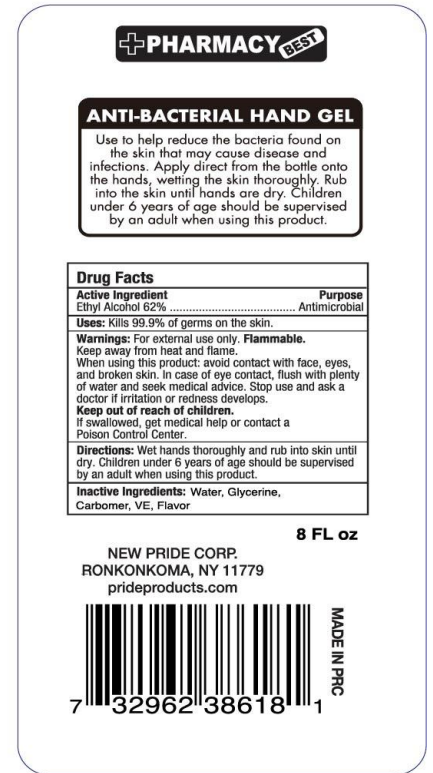 PHARMACY BEST
ANTI-BACTERIAL HAND GEL
Use to help reduce the bacteria found on
the skin that may cause disease and
infections. Apply direct from the bottle onto
the hands, wetting the skin thoroughly. Rub
into the skin until hands are dry. Children
under 6 years of age should be supervised
by an adult when using this product.
Drug Facts
Active Ingredient Purpose
Ethyl Alcohol 62% ....................................... Antimicrobial
Uses: Kills 99.9% of germs on the skin.
Warnings: For external use only. Flammable.
Keep away from heat and flame.
When using this product: avoid contact with face, eyes,
and broken skin. In case of eye contact, flush with plenty
of water and seek medical advice. Stop use and ask a
doctor if irritation or redness develops.
Keep out of reach of children.
If swallowed, get medical help or contact a
Poison Control Center.
Directions: Wet hands thoroughly and rub into skin until
dry. Children under 6 years of age should be supervised
by an adult when using this product.
Inactive Ingredients: Water, Glycerine,
Carbomer, VE, Flavor
8 FL oz
NEW PRIDE CORP.
RONKONKOMA, NY 11779
prideproducts.com
MADE IN PRC
7 32962 38618 1